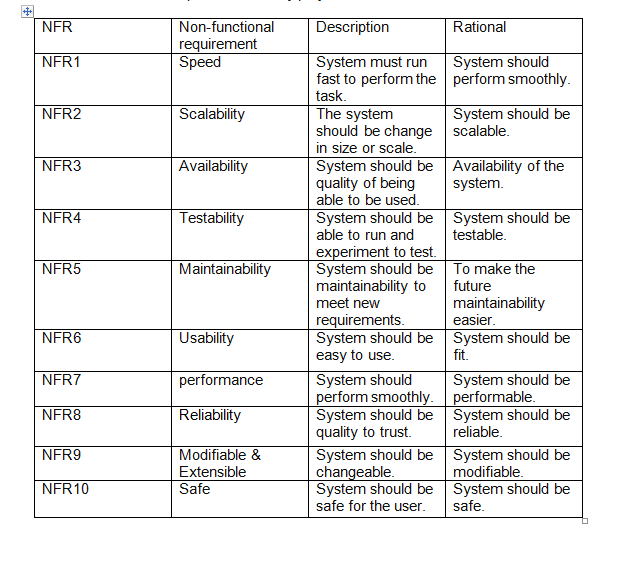 NFR
Non-functional
requirement
Description
Rational
NFR1
Speed
System must run
fast to perform the
task.
System should
perform smoothly.
NFR2
Scalability
The system
should be change
in size or scale.
System should be
scalable.
NFR3
Availability
System should be
quality of being
able to be used.
Availability of the
system.
NFR4
Testability
System should be
able to run and
experiment to test.
System should be
testable.
NFR5
Maintainability
System should be
maintainability to
meet new
requirements.
To make the
future
maintainability
easier.
NFR6
Usability
System should be
easy to use.
System should be
fit.
NFR7
performance
System should
perform smoothly.
System should be
performable.
NFR8
Reliability
System should be
quality to trust.
System should be
reliable.
NFR9
Modifiable &
Extensible
System should be
changeable.
System should be
modifiable.
NFR10
Safe
System should be
safe for the user.
System should be
safe.